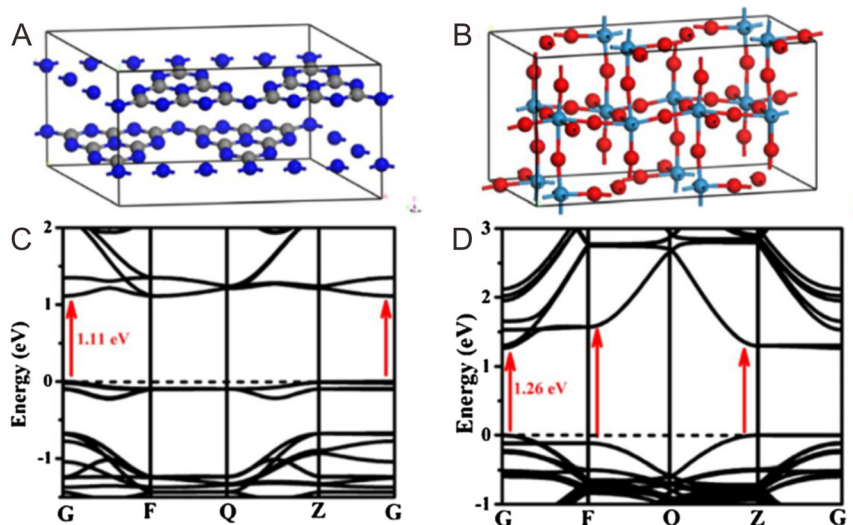 A
B
C
D
2
1
0
-1
Energy (eV)
1.11 eV
G F Q Z G
3
2
1
0
-1
Energy (eV)
1.26 eV
G F Q Z G